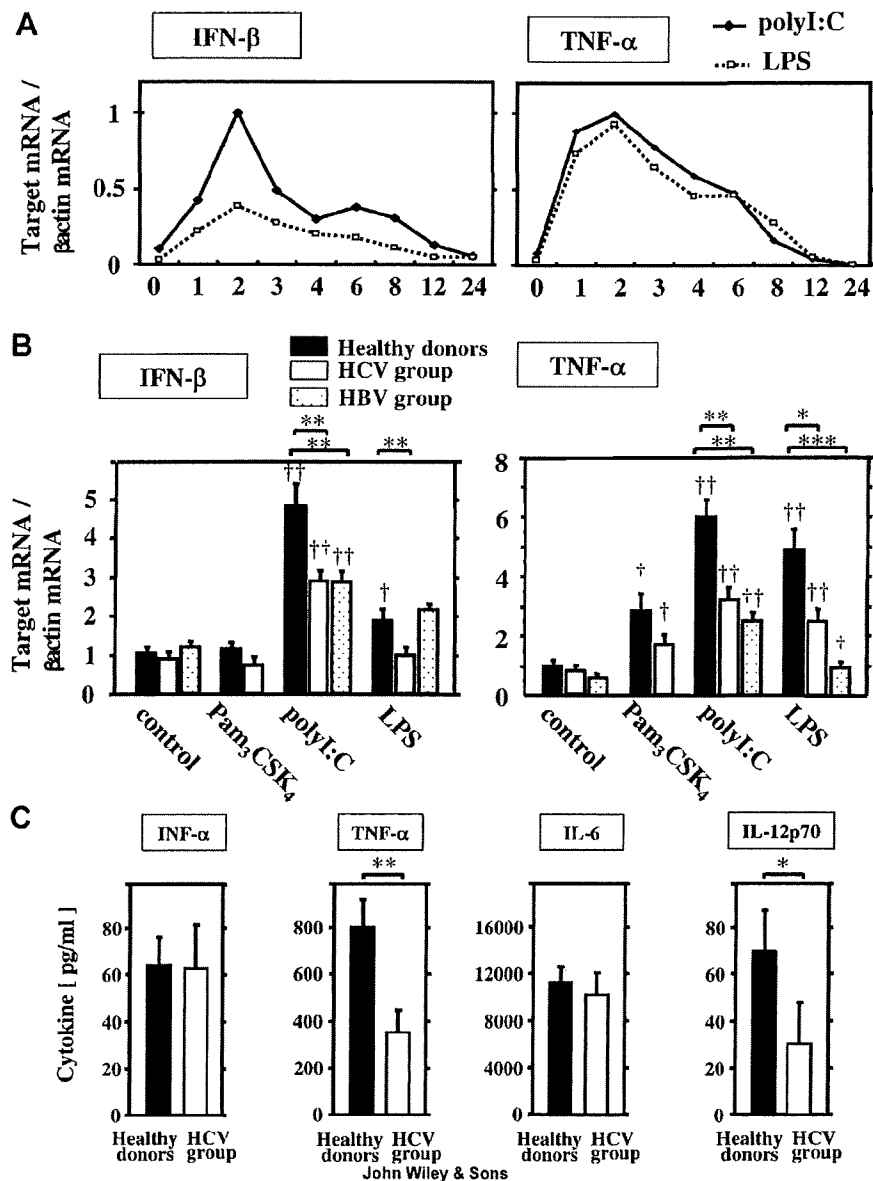 A
IFN-β
TNF-α
polyI:C
LPS
Target mRNA /
βactin mRNA
1
0.5
0
0 1 2 3 4 6 8 12 24
0 1 2 3 4 6 8 12 24
B
IFN-β
Healthy donors
HCV group
HBV group
TNF-α
** ** **
** * ***
Target mRNA /
βactin mRNA
5
4
3
2
1
0
†† †† †† †
8
6
4
2
0
† † †† †† †† †† †† †
control Pam3CSK4 polyI:C LPS
control Pam3CSK4 polyI:C LPS
C
INF-α
TNF-α
IL-6
IL-12p70
**
*
Cytokine [ pg/ml ]
80
60
40
20
0
800
600
400
200
0
16000
12000
8000
4000
0
80
60
40
20
0
Healthy donors HCV group
Healthy donors HCV group
Healthy donors HCV group
Healthy donors HCV group
John Wiley & Sons